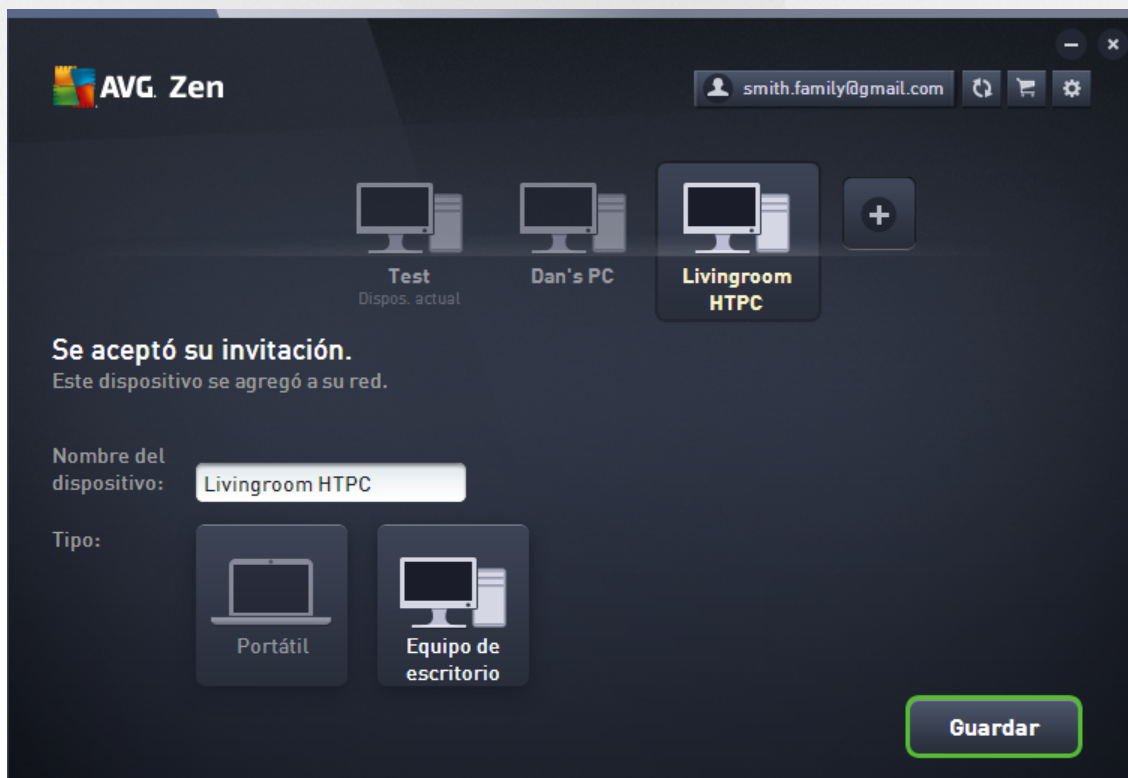 AVG. Zen
smith.family@gmail.com
Test
Dispos. actual
Dan's PC
Livingroom
HTPC
Se aceptó su invitación.
Este dispositivo se agregó a su red.
Nombre del
dispositivo:
Livingroom HTPC
Tipo:
Portátil
Equipo de
escritorio
Guardar